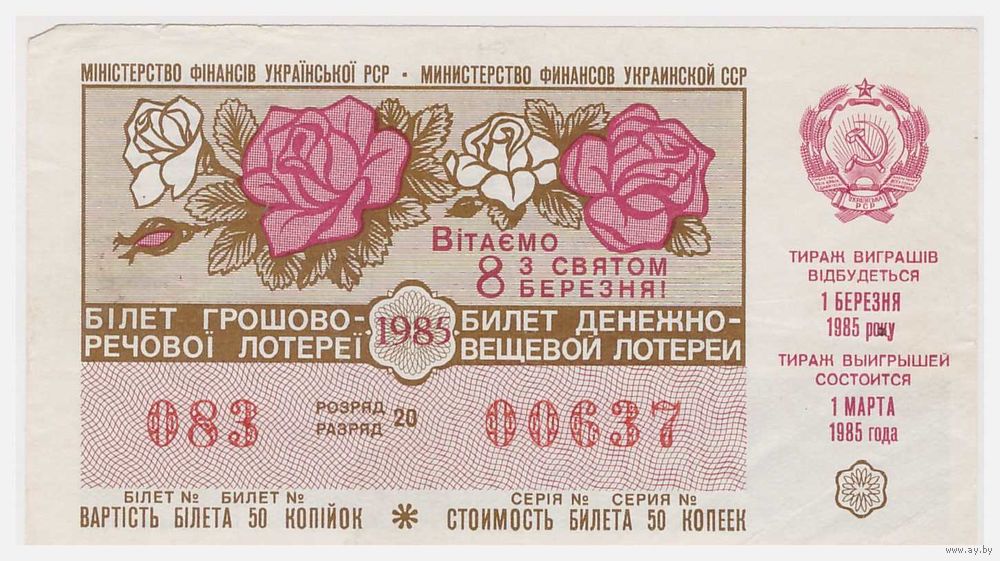 МІНІСТЕРСТВО ФІНАНСІВ УКРАЇНСЬКОЇ РСР • МИНИСТЕРСТВО ФИНАНСОВ УКРАИНСКОЙ ССР
ВІТАЄМО
8 З СВЯТОМ
БЕРЕЗНЯ!
БІЛЕТ ГРОШОВО-
РЕЧОВОЇ ЛОТЕРЕЇ
1985
БИЛЕТ ДЕНЕЖНО-
ВЕЩЕВОЙ ЛОТЕРЕИ
083
РОЗРЯД
РАЗРЯД 20
00637
БІЛЕТ № БИЛЕТ №
СЕРІЯ № СЕРИЯ №
ВАРТІСТЬ БІЛЕТА 50 КОПІЙОК * СТОИМОСТЬ БИЛЕТА 50 КОПЕЕК
УКРАЇНСЬКА
РСР
ТИРАЖ ВИГРАШІВ
ВІДБУДЕТЬСЯ
1 БЕРЕЗНЯ
1985 року
ТИРАЖ ВЫИГРЫШЕЙ
СОСТОИТСЯ
1 МАРТА
1985 года
www.ay.by